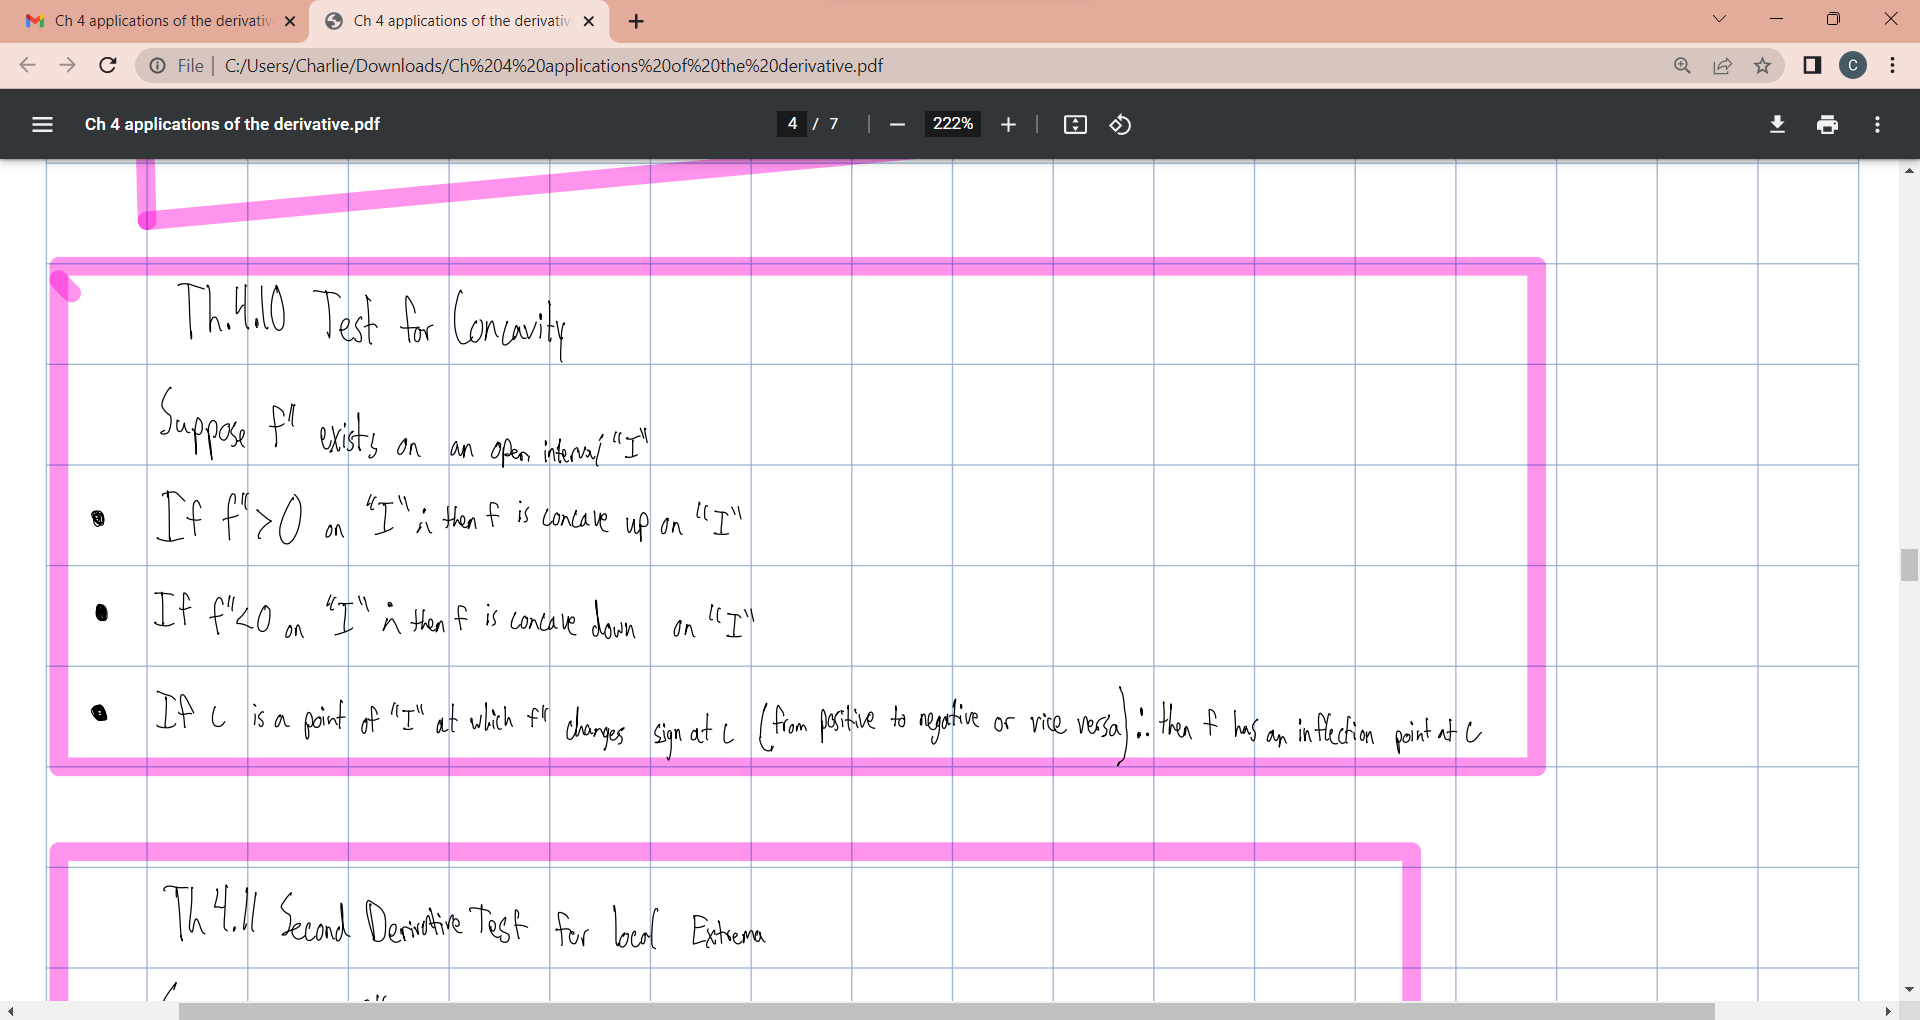 Ch 4 applications of the derivativ
Ch 4 applications of the derivativ
File | C:/Users/Charlie/Downloads/Ch%204%20applications%20of%20the%20derivative.pdf
C
Ch 4 applications of the derivative.pdf
4 / 7
222%
Th.4.10 Test for Concavity
Suppose f" exists on an open interval "I"
• If f">0 on "I" ∴ then f is concave up on "I"
• If f"<0 on "I" ∴ then f is concave down on "I"
• If c is a point of "I" at which f" changes sign at c (from positive to negative or vice versa) ∴ then f has an inflection point at c
Th 4.11 Second Derivative Test for local Extrema